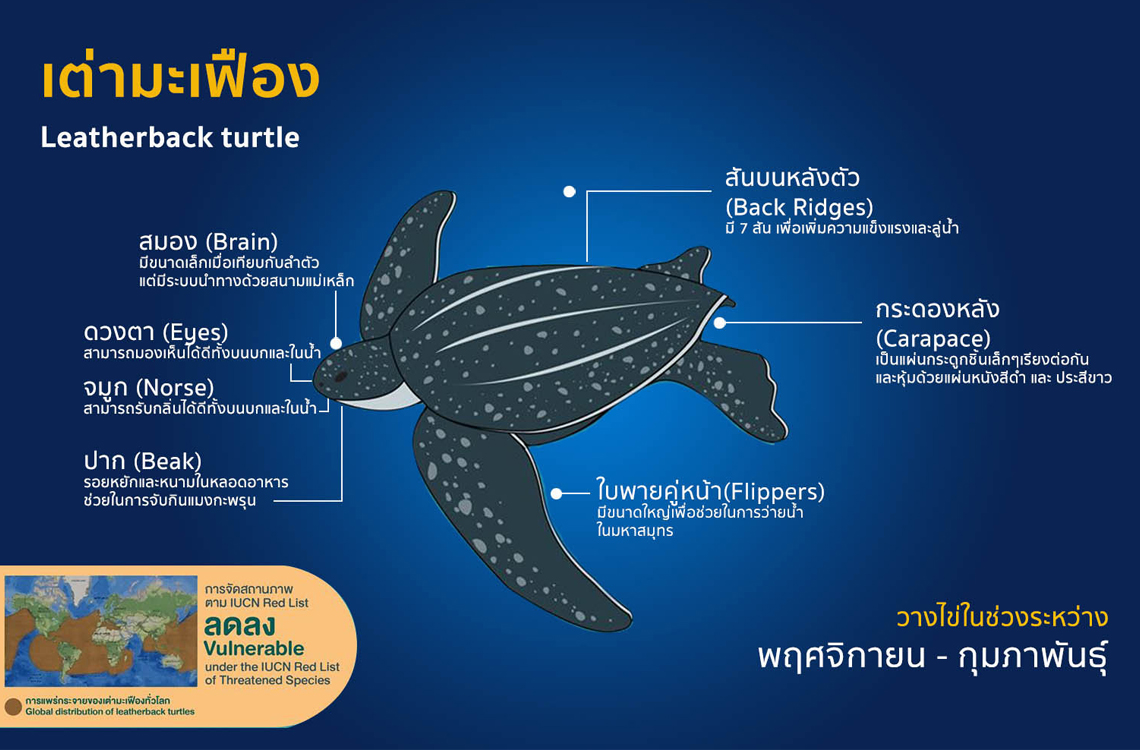 เต่ามะเฟือง
Leatherback turtle
สันบนหลังตัว
(Back Ridges)
มี 7 สัน เพื่อเพิ่มความแข็งแรงและลู่น้ำ
สมอง (Brain)
มีขนาดเล็กเมื่อเทียบกับลำตัว
แต่มีระบบนำทางด้วยสนามแม่เหล็ก
ดวงตา (Eyes)
สามารถมองเห็นได้ดีทั้งบนบกและในน้ำ
จมูก (Norse)
สามารถรับกลิ่นได้ดีทั้งบนบกและในน้ำ
ปาก (Beak)
รอยหยักและหนามในหลอดอาหาร
ช่วยในการจับกินแมงกะพรุน
กระดองหลัง
(Carapace)
เป็นแผ่นกระดูกชิ้นเล็กๆเรียงต่อกัน
และหุ้มด้วยแผ่นหนังสีดำ และ ประสีขาว
ใบพายคู่หน้า(Flippers)
มีขนาดใหญ่เพื่อช่วยในการว่ายน้ำ
ในมหาสมุทร
การจัดสถานภาพ
ตาม IUCN Red List
ลดลง
Vulnerable
under the IUCN Red List
of Threatened Species
การแพร่กระจายของเต่ามะเฟืองทั่วโลก
Global distribution of leatherback turtles
วางไข่ในช่วงระหว่าง
พฤศจิกายน - กุมภาพันธุ์